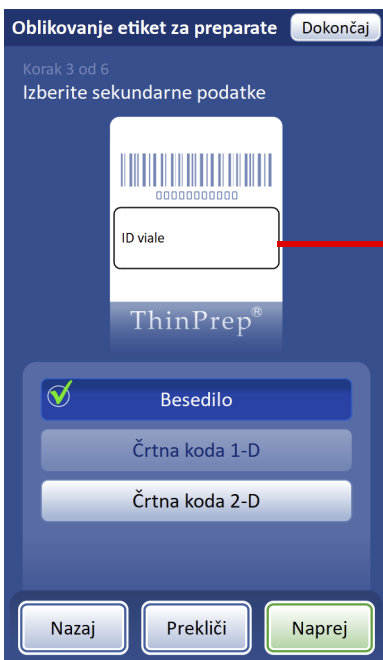 Oblikovanje etiket za preparate
Dokončaj
Korak 3 od 6
Izberite sekundarne podatke
00000000000
ID viale
ThinPrep®
Besedilo
Črtna koda 1-D
Črtna koda 2-D
Nazaj
Prekliči
Naprej